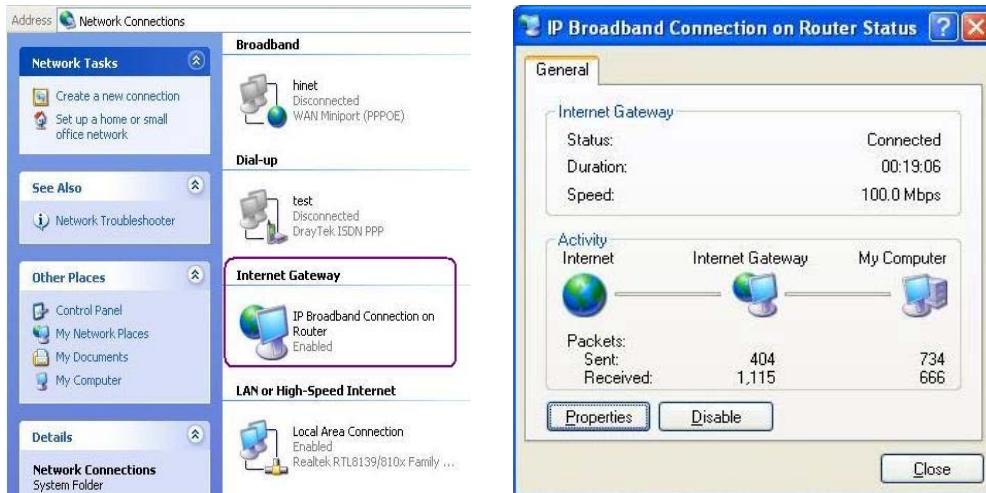 Address Network Connections
Network Tasks
Create a new connection
Set up a home or small
office network
See Also
Network Troubleshooter
Other Places
Control Panel
My Network Places
My Documents
My Computer
Details
Network Connections
System Folder
Broadband
hinet
Disconnected
WAN Miniport (PPPOE)
Dial-up
test
Disconnected
DrayTek ISDN PPP
Internet Gateway
IP Broadband Connection on
Router
Enabled
LAN or High-Speed Internet
Local Area Connection
Enabled
Realtek RTL8139/810x Family ...
IP Broadband Connection on Router Status
General
Internet Gateway
Status: Connected
Duration: 00:19:06
Speed: 100.0 Mbps
Activity
Internet Internet Gateway My Computer
Packets:
Sent: 404 734
Received: 1,115 666
Properties Disable
Close